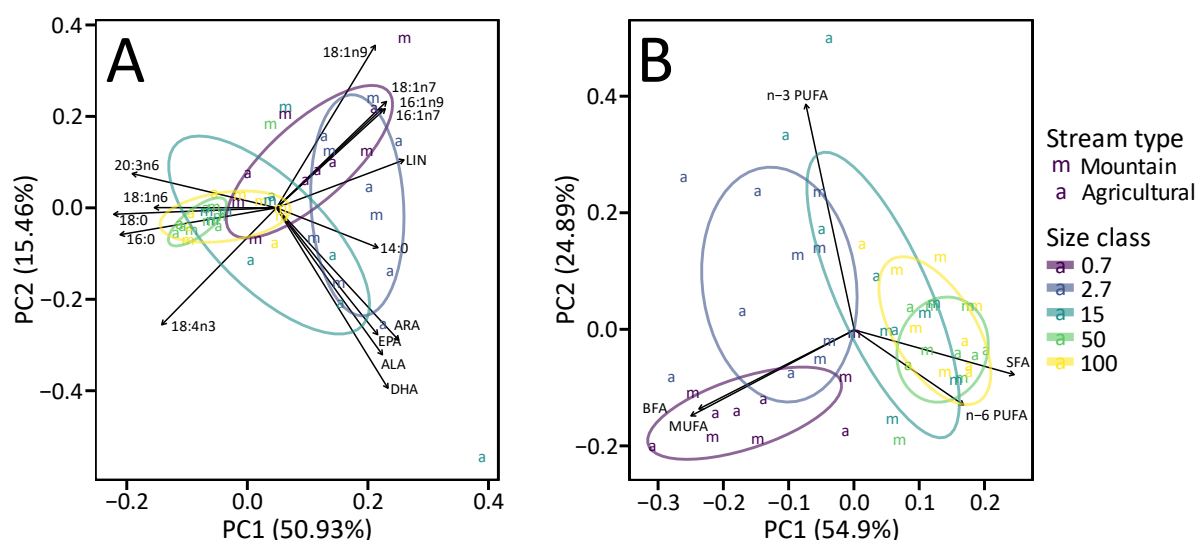 A
0.4
0.2
0.0
−0.2
−0.4
−0.2
0.0
0.2
0.4
PC2 (15.46%)
PC1 (50.93%)
18:1n9
18:1n7
16:1n9
16:1n7
LIN
20:3n6
18:1n6
18:0
16:0
14:0
18:4n3
ARA
EPA
ALA
DHA
B
0.4
0.2
0.0
−0.2
−0.3
−0.2
−0.1
0.0
0.1
0.2
PC2 (24.89%)
PC1 (54.9%)
n−3 PUFA
SFA
n−6 PUFA
BFA
MUFA
Stream type
m Mountain
a Agricultural
Size class
a 0.7
a 2.7
a 15
a 50
a 100